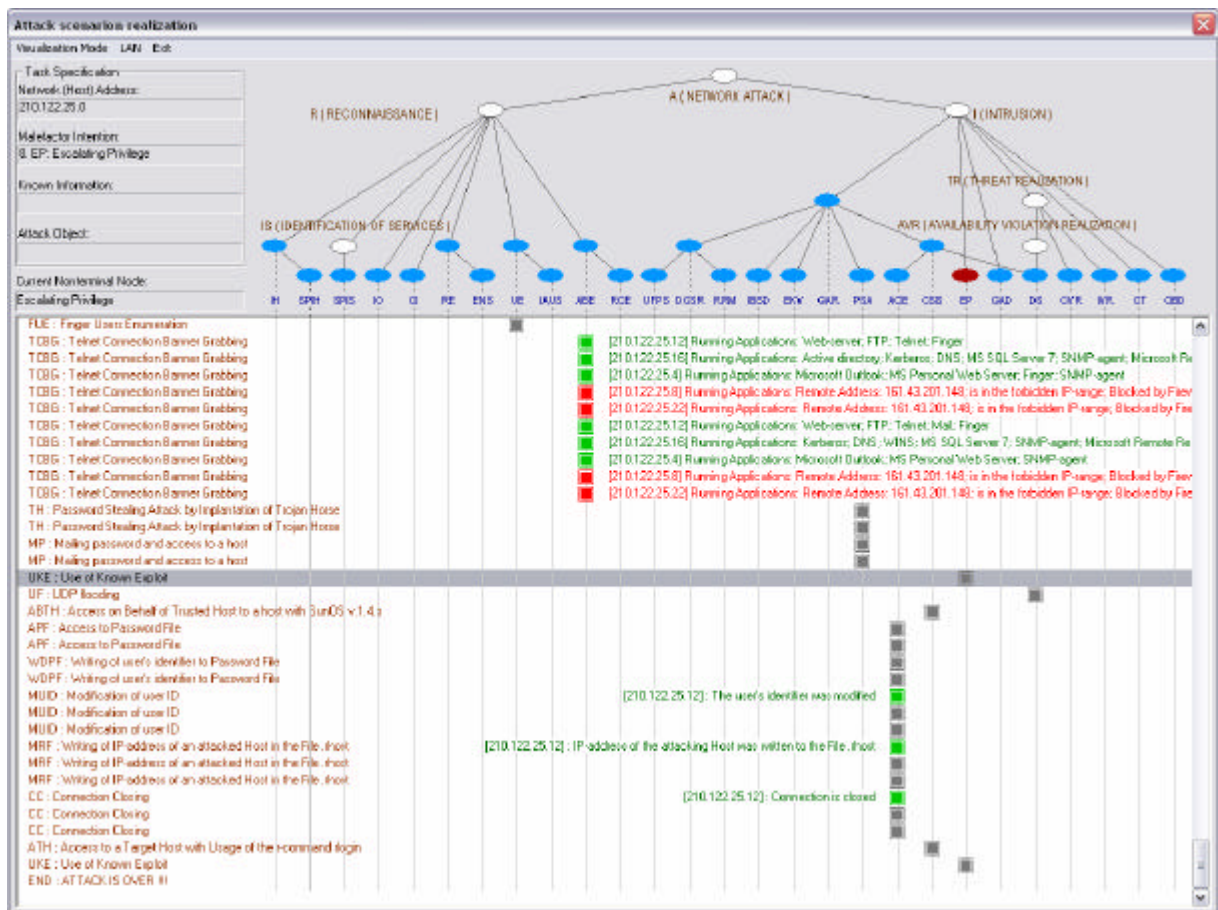 Attack scenarion realization
Visualization Mode LAN Exit
Task Specification
Network (Host) Address:
210.122.25.0
Malefactor Intention:
8. EP: Escalating Privilege
Known Information:
Attack Object:
Current Nonterminal Node:
Escalating Privilege
A ( NETWORK ATTACK )
R ( RECONNAISSANCE )
I (INTRUSION)
TR (THREAT REALIZATION )
IS (IDENTIFICATION OF SERVICES )
AVR (AVAILABILITY VIOLATION REALIZATION )
IH SPIH SPIS IO CI RE ENS UE ABE RCE UFPS DGSR RRM GAR PSA EP GAD CVR CT CBD
FUE : Finger Users Enumeration
TCBG : Telnet Connection Banner Grabbing [210.122.25.12] Running Applications: Web-server; FTP; Telnet; Finger
TCBG : Telnet Connection Banner Grabbing [210.122.25.16] Running Applications: Active directory; Kerberos; DNS; MS SQL Server 7; SNMP-agent; Microsoft Re
TCBG : Telnet Connection Banner Grabbing [210.122.25.4] Running Applications: Microsoft Outlook; MS Personal Web Server; Finger; SNMP-agent
TCBG : Telnet Connection Banner Grabbing [210.122.25.8] Running Applications: Remote Address: 161.43.201.148; is in the forbidden IP-range; Blocked by Firew
TCBG : Telnet Connection Banner Grabbing [210.122.25.22] Running Applications: Remote Address: 161.43.201.148; is in the forbidden IP-range; Blocked by Fire
TCBG : Telnet Connection Banner Grabbing [210.122.25.12] Running Applications: Web-server; FTP; Telnet; Mail; Finger
TCBG : Telnet Connection Banner Grabbing [210.122.25.16] Running Applications: Kerberos; DNS; WINS; MS SQL Server 7; SNMP-agent; Microsoft Remote Re
TCBG : Telnet Connection Banner Grabbing [210.122.25.4] Running Applications: Microsoft Outlook; MS Personal Web Server; SNMP-agent
TCBG : Telnet Connection Banner Grabbing [210.122.25.8] Running Applications: Remote Address: 161.43.201.148; is in the forbidden IP-range; Blocked by Firew
TCBG : Telnet Connection Banner Grabbing [210.122.25.22] Running Applications: Remote Address: 161.43.201.148; is in the forbidden IP-range; Blocked by Fire
TH : Password Stealing Attack by Implantation of Trojan Horse
TH : Password Stealing Attack by Implantation of Trojan Horse
MP : Mailing password and access to a host
MP : Mailing password and access to a host
UKE : Use of Known Exploit
UF : UDP flooding
ABTH : Access on Behalf of Trusted Host to a host with SunOS v.1.4.x
APF : Access to Password File
APF : Access to Password File
WDPF : Writing of user's identifier to Password File
WDPF : Writing of user's identifier to Password File
MUID : Modification of user ID [210.122.25.12] : The user's identifier was modified
MUID : Modification of user ID
MUID : Modification of user ID
MRF : Writing of IP-address of an attacked Host in the File .rhost [210.122.25.12] : IP-address of the attacking Host was written to the File .rhost
MRF : Writing of IP-address of an attacked Host in the File .rhost
MRF : Writing of IP-address of an attacked Host in the File .rhost
CC : Connection Closing [210.122.25.12] : Connection is closed
CC : Connection Closing
CC : Connection Closing
ATH : Access to a Target Host with Usage of the r-command rlogin
UKE : Use of Known Exploit
END : ATTACK IS OVER !!!